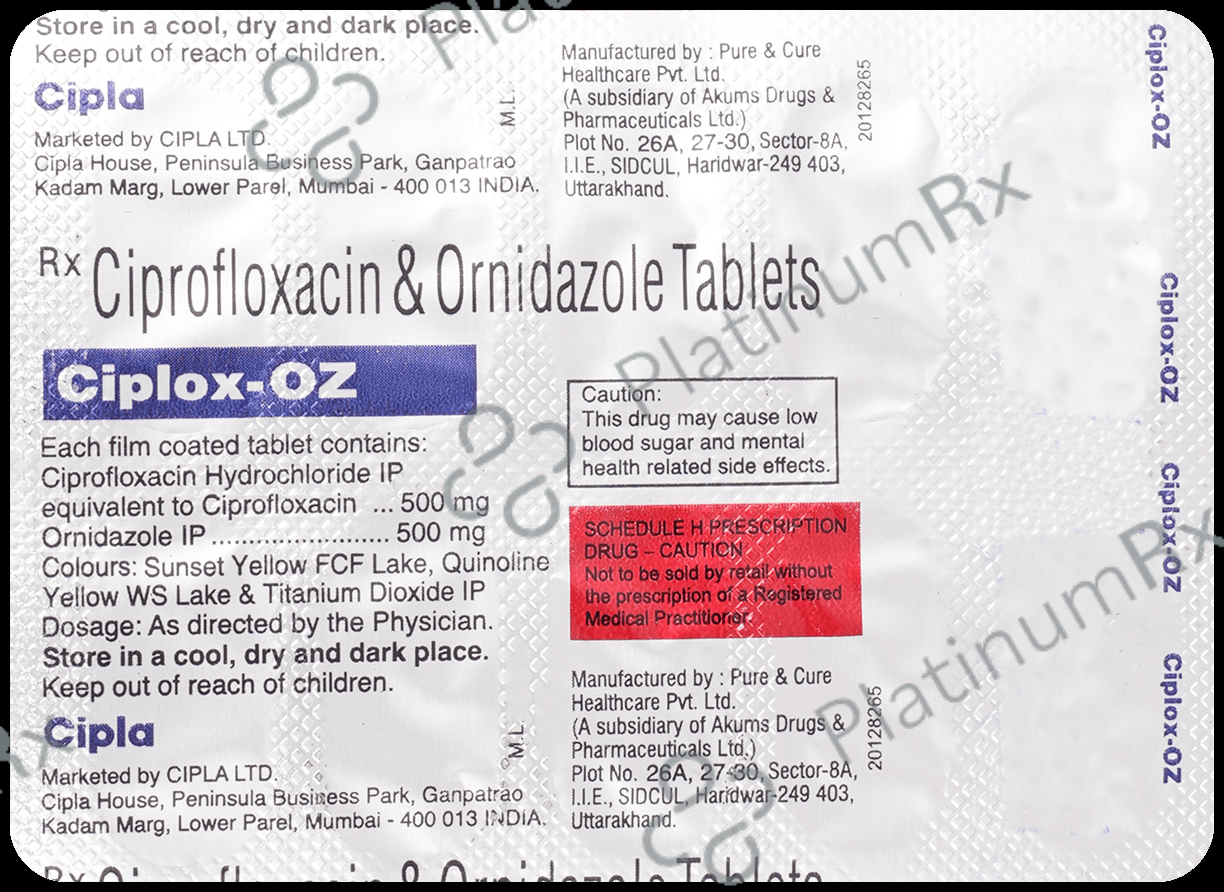 Store in a cool, dry and dark place.
Keep out of reach of children.
Cipla
Marketed by CIPLA LTD.
Cipla House, Peninsula Business Park, Ganpatrao
Kadam Marg, Lower Parel, Mumbai - 400 013 INDIA.
M.L.
Manufactured by : Pure & Cure
Healthcare Pvt. Ltd.
(A subsidiary of Akums Drugs &
Pharmaceuticals Ltd.)
Plot No. 26A, 27-30, Sector-8A,
I.I.E., SIDCUL, Haridwar-249 403,
Uttarakhand.
20128265
Rx Ciprofloxacin & Ornidazole Tablets
Ciplox-OZ
Each film coated tablet contains:
Ciprofloxacin Hydrochloride IP
equivalent to Ciprofloxacin ... 500 mg
Ornidazole IP ........................ 500 mg
Colours: Sunset Yellow FCF Lake, Quinoline
Yellow WS Lake & Titanium Dioxide IP
Dosage: As directed by the Physician.
Store in a cool, dry and dark place.
Keep out of reach of children.
Cipla
Marketed by CIPLA LTD.
Cipla House, Peninsula Business Park, Ganpatrao
Kadam Marg, Lower Parel, Mumbai - 400 013 INDIA.
M.L.
Caution:
This drug may cause low
blood sugar and mental
health related side effects.
SCHEDULE H PRESCRIPTION
DRUG – CAUTION
Not to be sold by retail without
the prescription of a Registered
Medical Practitioner.
Manufactured by : Pure & Cure
Healthcare Pvt. Ltd.
(A subsidiary of Akums Drugs &
Pharmaceuticals Ltd.)
Plot No. 26A, 27-30, Sector-8A,
I.I.E., SIDCUL, Haridwar-249 403,
Uttarakhand.
20128265
Rx Ciprofloxacin & Ornidazole Tablets
Ciplox-OZ
Ciplox-OZ
Ciplox-OZ
Ciplox-OZ
PlatinumRx
PlatinumRx
Platinum
Rx